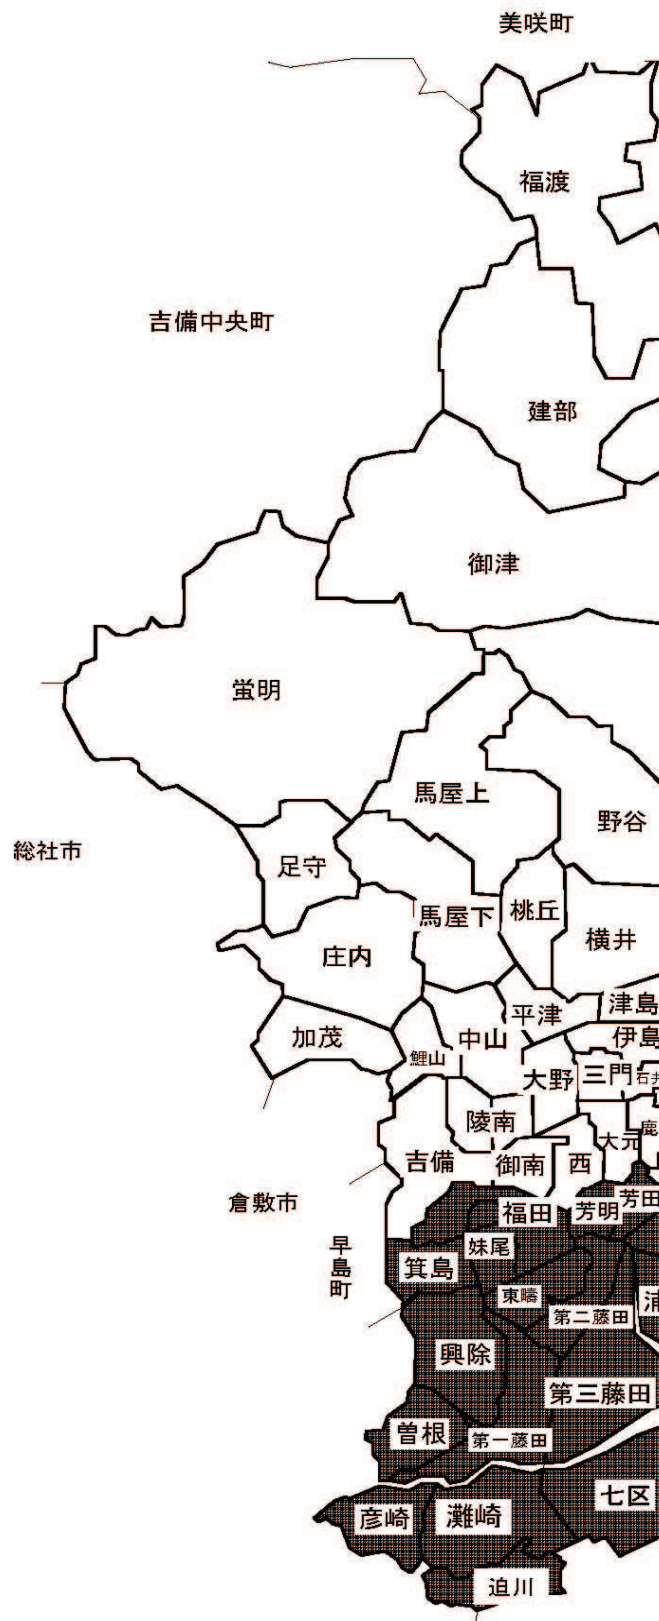 美咲町
福渡
吉備中央町
建部
御津
蛍明
馬屋上
野谷
総社市
足守
馬屋下
桃丘
横井
庄内
平津
津島
加茂
鯉山
中山
伊島
大野
三門
石井
陵南
大元
鹿
吉備
御南
西
倉敷市
福田
芳明
芳田
早島町
箕島
妹尾
東疇
第二藤田
浦
興除
第三藤田
曽根
第一藤田
彦崎
灘崎
七区
迫川